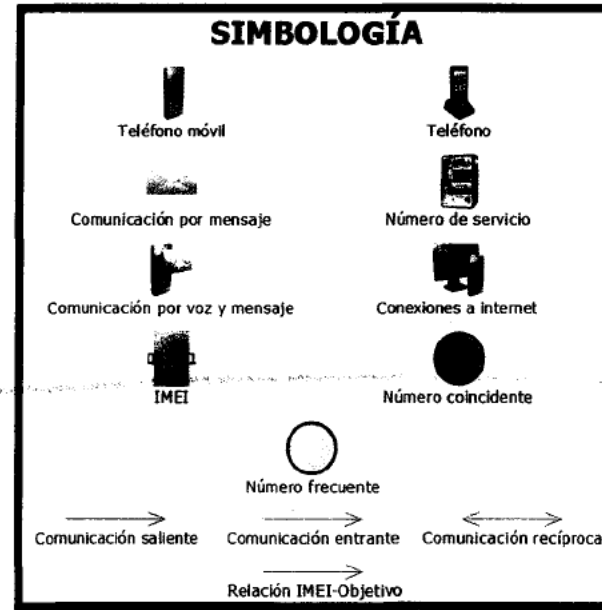 SIMBOLOGÍA
Teléfono móvil
Teléfono
Comunicación por mensaje
Número de servicio
Comunicación por voz y mensaje
Conexiones a internet
IMEI
Número coincidente
Número frecuente
Comunicación saliente
Comunicación entrante
Comunicación recíproca
Relación IMEI-Objetivo